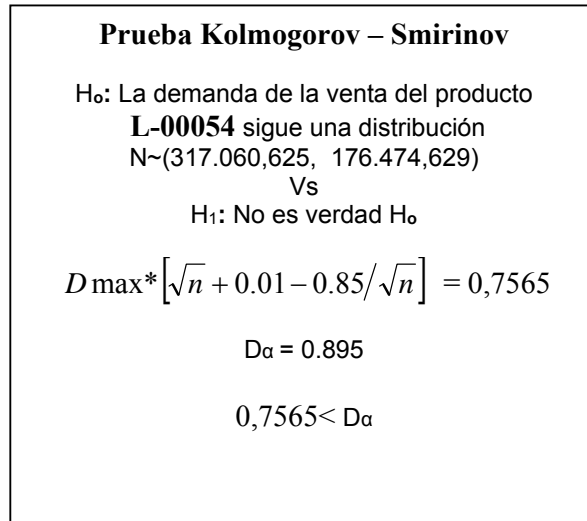 Prueba Kolmogorov – Smirinov
Ho: La demanda de la venta del producto
L-00054 sigue una distribución
N~(317.060,625, 176.474,629)
Vs
H1: No es verdad Ho
D max*[√n + 0.01 − 0.85/√n] = 0,7565
Dα = 0.895
0,7565< Dα